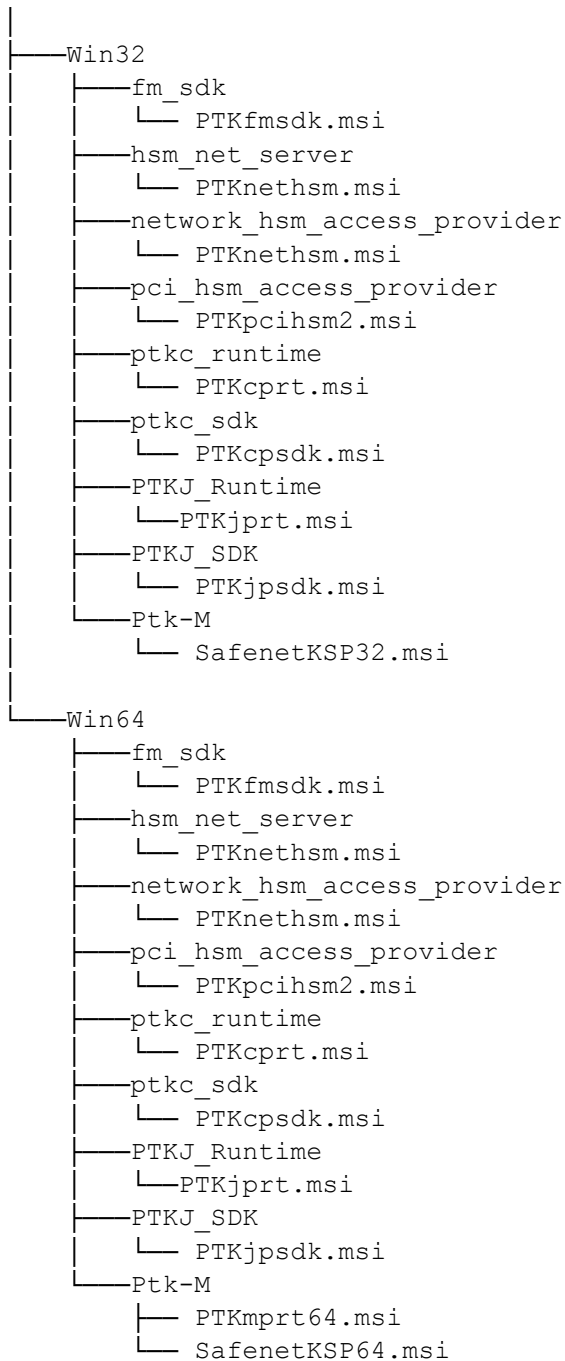 Win32
fm_sdk
PTKfmsdk.msi
hsm_net_server
PTKnethsm.msi
network_hsm_access_provider
PTKnethsm.msi
pci_hsm_access_provider
PTKpcihsm2.msi
ptkc_runtime
PTKcprt.msi
ptkc_sdk
PTKcpsdk.msi
PTKJ_Runtime
PTKjprt.msi
PTKJ_SDK
PTKjpsdk.msi
Ptk-M
SafenetKSP32.msi
Win64
fm_sdk
PTKfmsdk.msi
hsm_net_server
PTKnethsm.msi
network_hsm_access_provider
PTKnethsm.msi
pci_hsm_access_provider
PTKpcihsm2.msi
ptkc_runtime
PTKcprt.msi
ptkc_sdk
PTKcpsdk.msi
PTKJ_Runtime
PTKjprt.msi
PTKJ_SDK
PTKjpsdk.msi
Ptk-M
PTKmprt64.msi
SafenetKSP64.msi